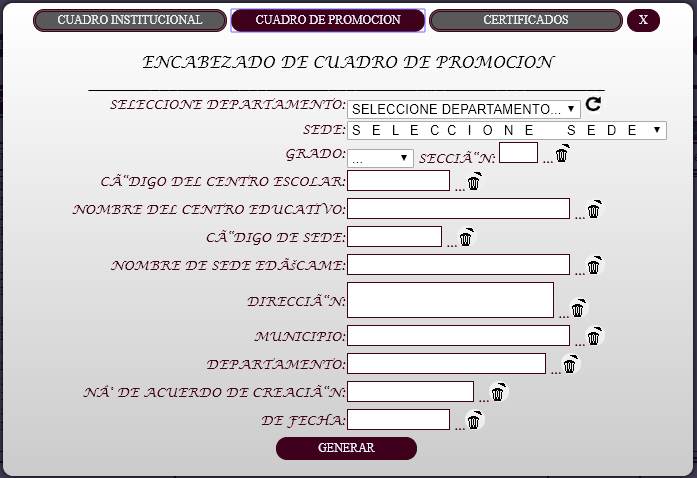 CUADRO INSTITUCIONAL CUADRO DE PROMOCION CERTIFICADOS X
ENCABEZADO DE CUADRO DE PROMOCION
SELECCIONE DEPARTAMENTO: SELECCIONE DEPARTAMENTO...
SEDE: SELECCIONE SEDE
GRADO: ... SECCIÃ“N: ...
CÃ“DIGO DEL CENTRO ESCOLAR: ...
NOMBRE DEL CENTRO EDUCATIVO: ...
CÃ“DIGO DE SEDE: ...
NOMBRE DE SEDE EDÃšCAME: ...
DIRECCIÃ“N: ...
MUNICIPIO: ...
DEPARTAMENTO: ...
NÂ° DE ACUERDO DE CREACIÃ“N: ...
DE FECHA: ...
GENERAR